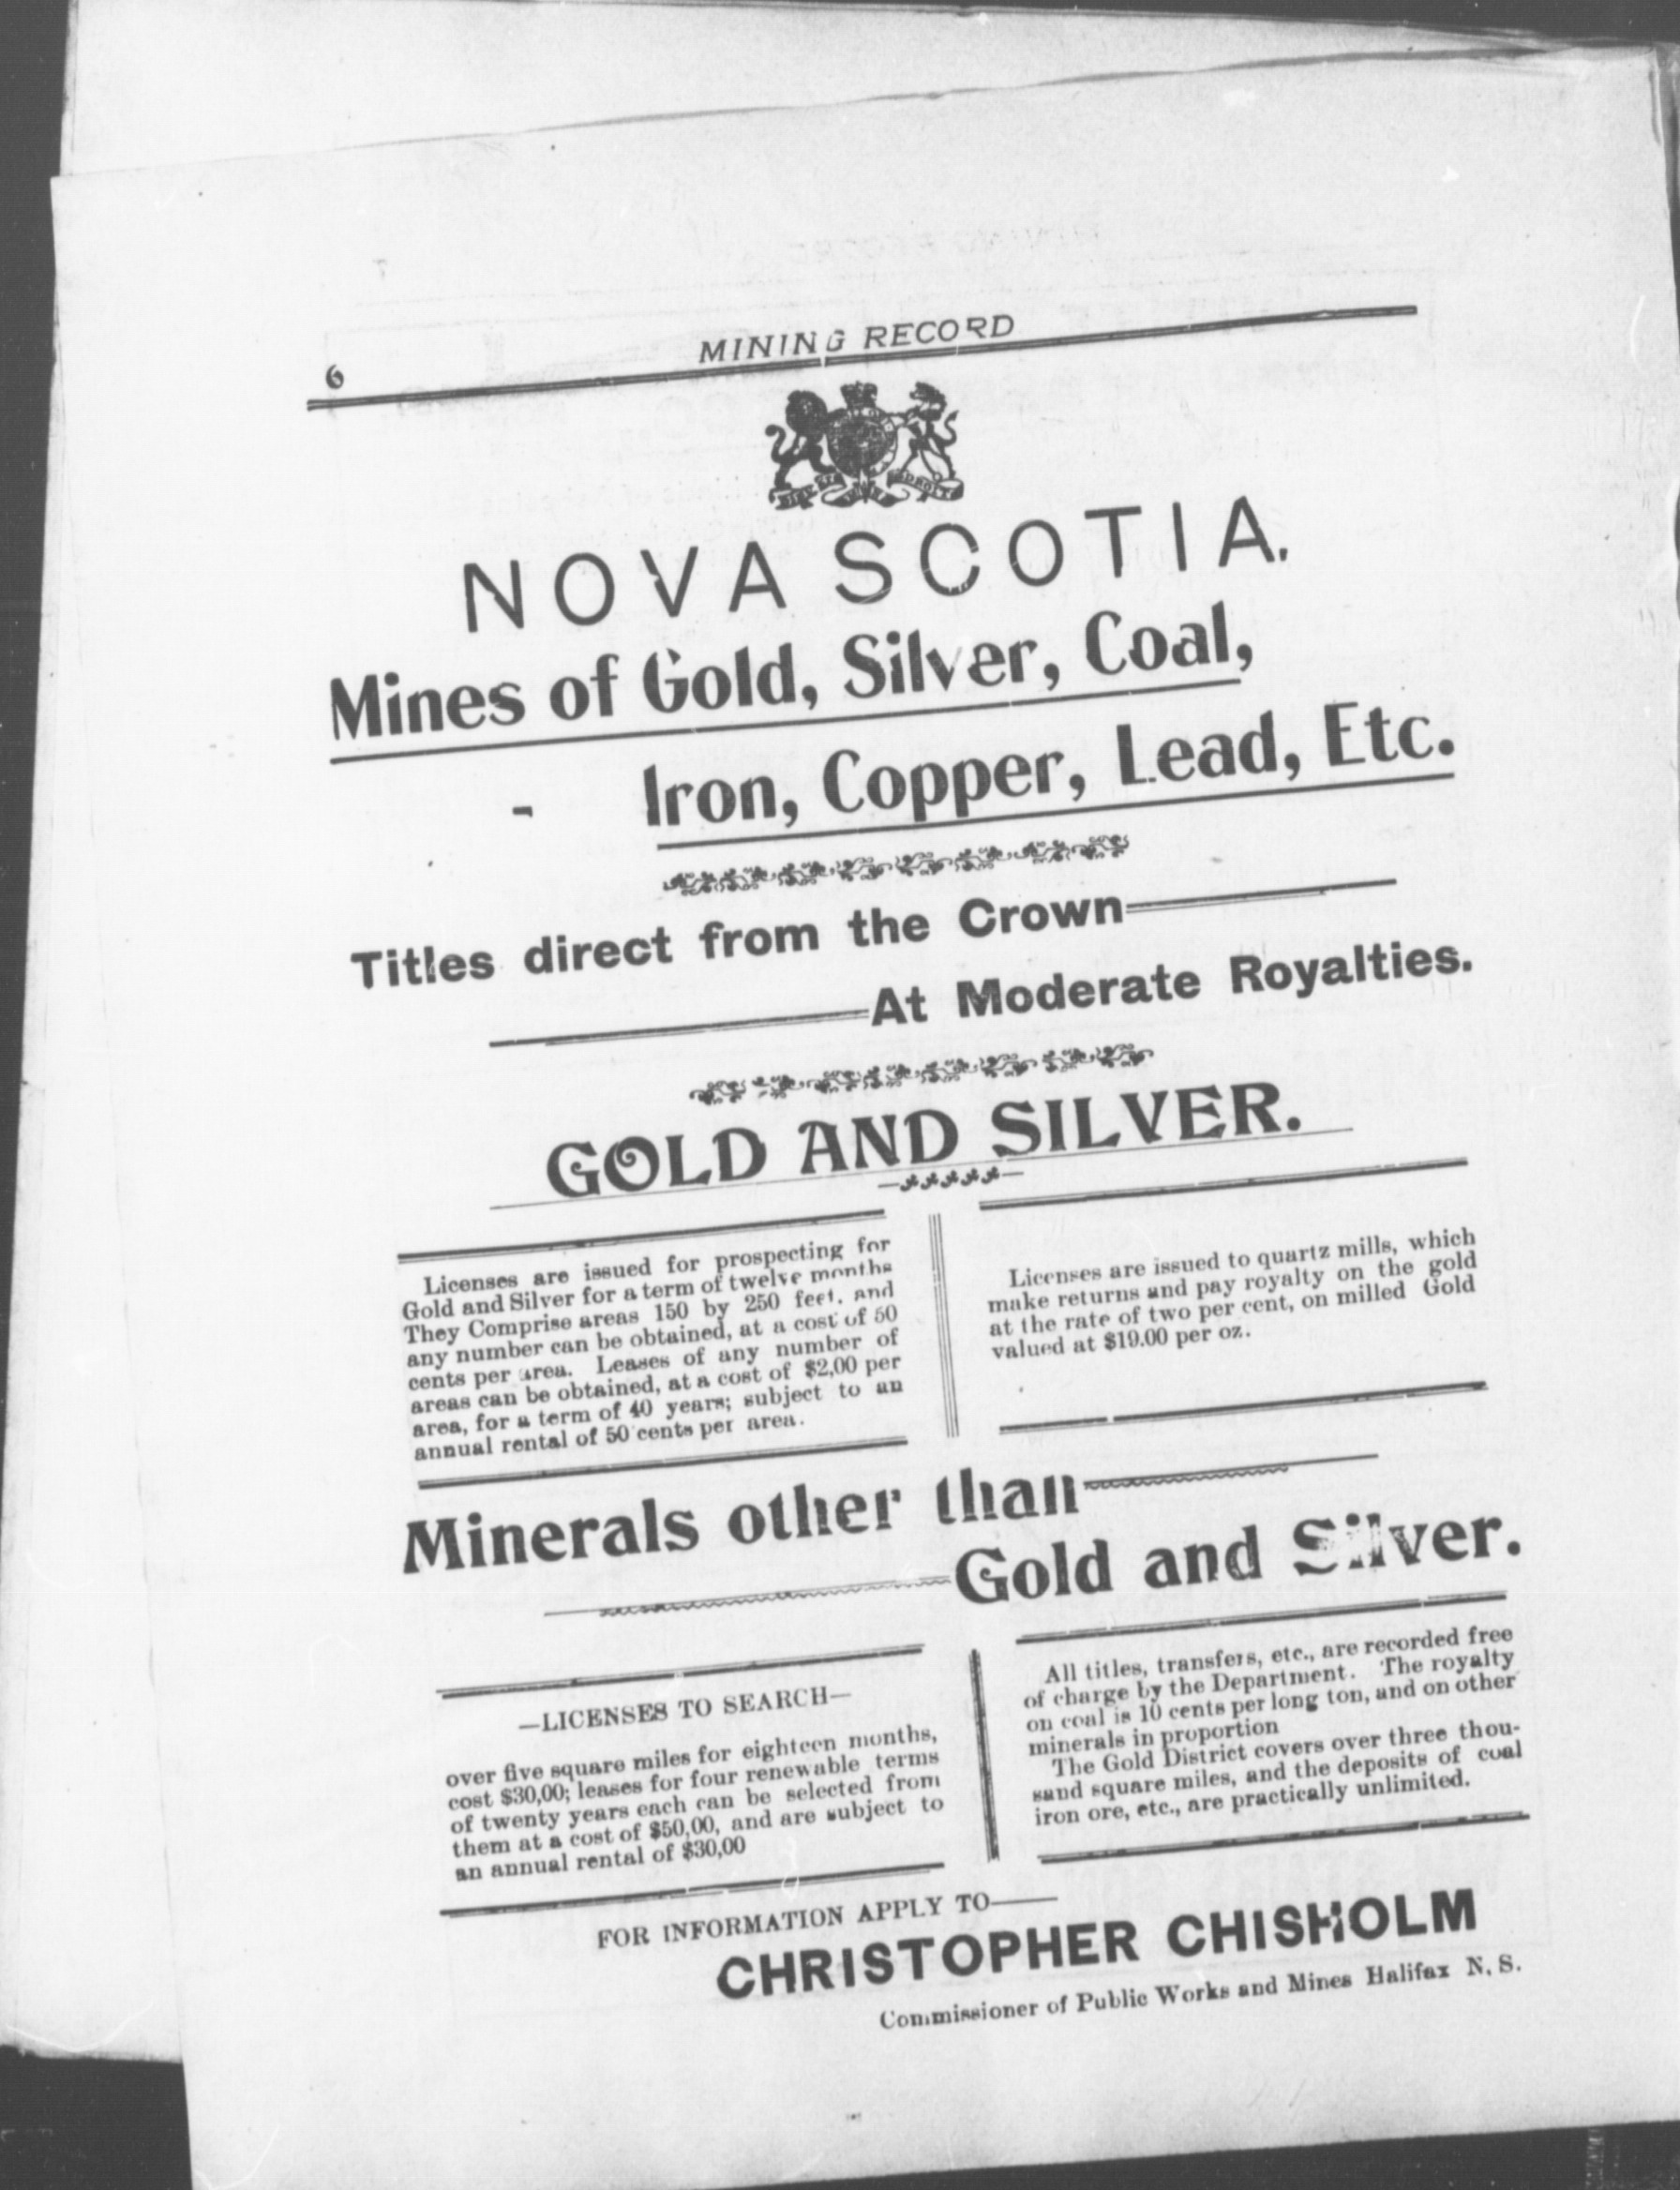 6
MINING RECORD
NOVA SCOTIA.
Mines of Gold, Silver, Coal,
- Iron, Copper, Lead, Etc.
Titles direct from the Crown
At Moderate Royalties.
GOLD AND SILVER.
Licenses are issued for prospecting for
Gold and Silver for a term of twelve months
They Comprise areas 150 by 250 feet, and
any number can be obtained, at a cost of 50
cents per area. Leases of any number of
areas can be obtained, at a cost of $2,00 per
area, for a term of 40 years; subject to an
annual rental of 50 cents per area.
Licenses are issued to quartz mills, which
make returns and pay royalty on the gold
at the rate of two per cent, on milled Gold
valued at $19.00 per oz.
Minerals other than
Gold and Silver.
—LICENSES TO SEARCH—
over five square miles for eighteen months,
cost $30,00; leases for four renewable terms
of twenty years each can be selected from
them at a cost of $50,00, and are subject to
an annual rental of $30,00
All titles, transfers, etc., are recorded free
of charge by the Department. The royalty
on coal is 10 cents per long ton, and on other
minerals in proportion
The Gold District covers over three thou-
sand square miles, and the deposits of coal
iron ore, etc., are practically unlimited.
FOR INFORMATION APPLY TO——
CHRISTOPHER CHISHOLM
Commissioner of Public Works and Mines Halifax N. S.